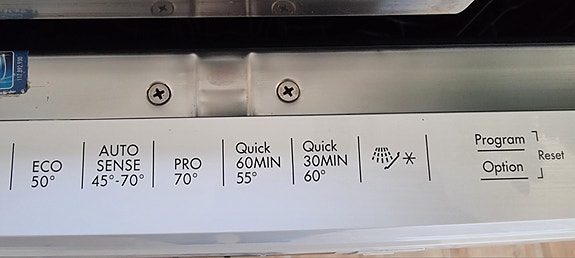 ECO
50°
AUTO
SENSE
45°-70°
PRO
70°
Quick
60MIN
55°
Quick
30MIN
60°
Program
Option
Reset